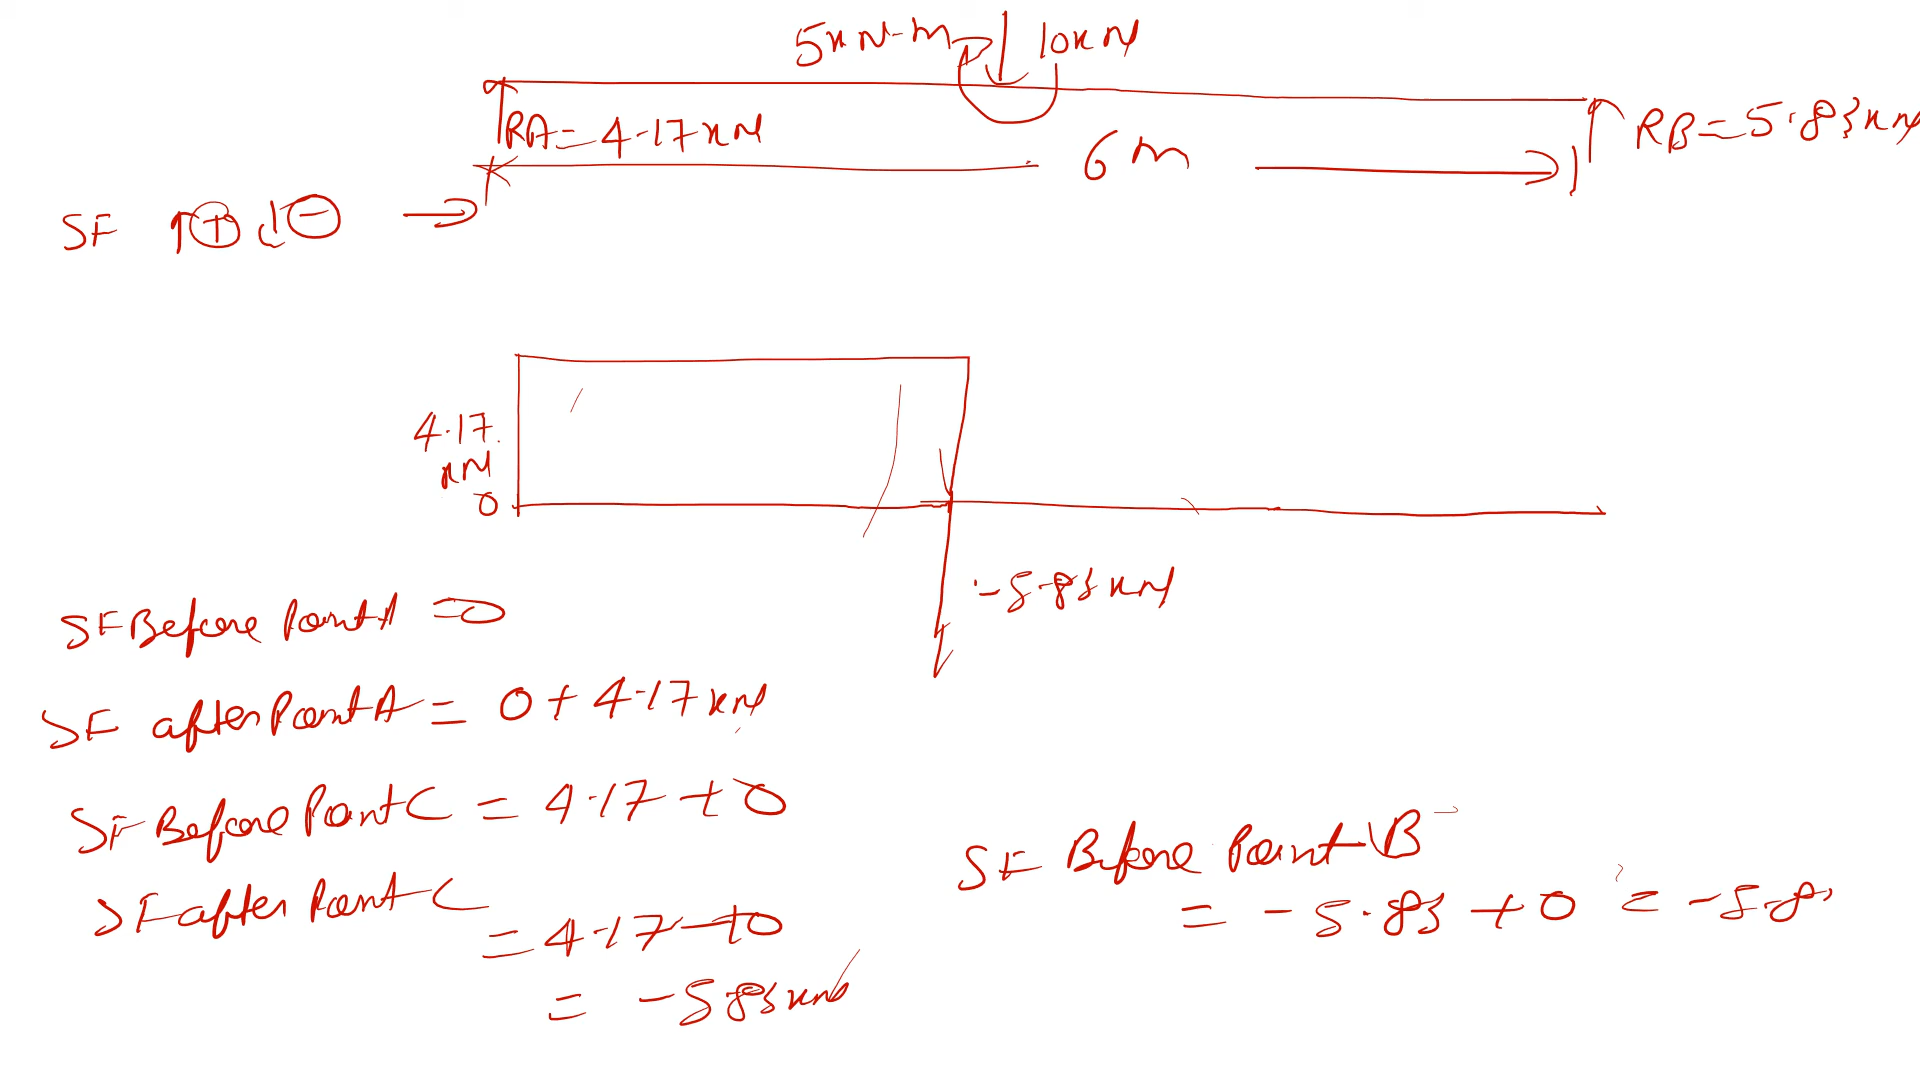 5kN-m 10kN
RA=4.17kN 6m RB=5.83kN
SF ↑⊕ ↓⊖ →
4.17
kN
0
-5.83kN
SF Before Point A =0
SF after Point A = 0+4.17kN
SF Before Point C = 4.17+0
SF after Point C
=4.17-10
= -5.83kN
SF Before Point B
= -5.83+0 = -5.8